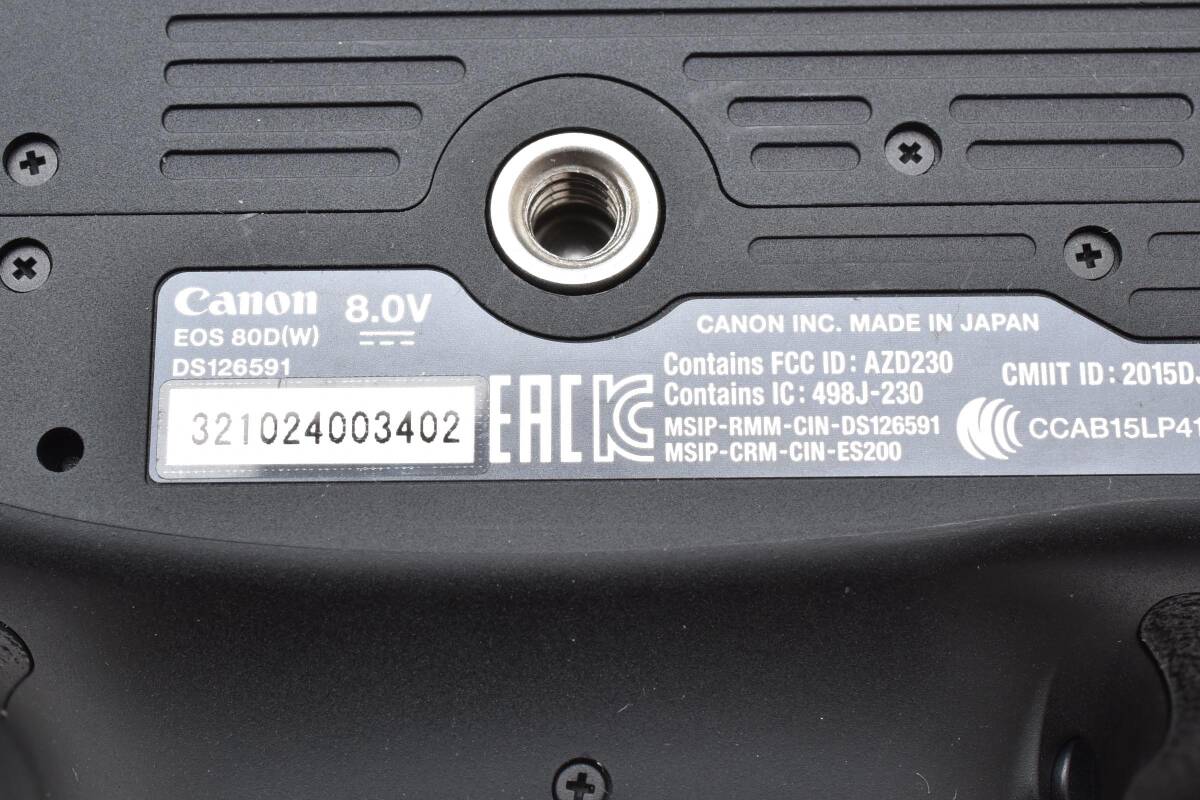 Canon 8.0V
EOS 80D(W)
DS126591
321024003402
EAC
KC
CANON INC. MADE IN JAPAN
Contains FCC ID: AZD230
Contains IC: 498J-230
MSIP-RMM-CIN-DS126591
MSIP-CRM-CIN-ES200
CMIIT ID: 2015DJ
CCAB15LP41